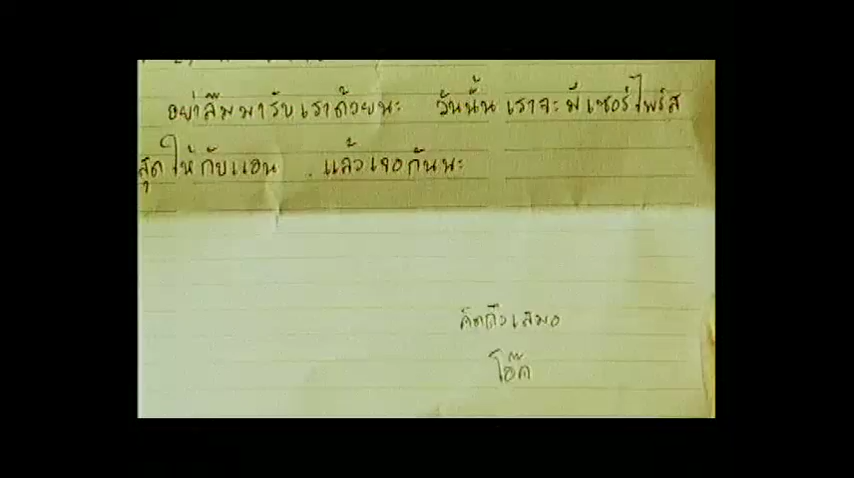 อย่าลืมมารับเราด้วยนะ วันนั้นเราจะมีเซอร์ไพร์ส
สุดให้กับแอน . แล้วเจอกันนะ
คิดถึงเสมอ
โอ๊ค